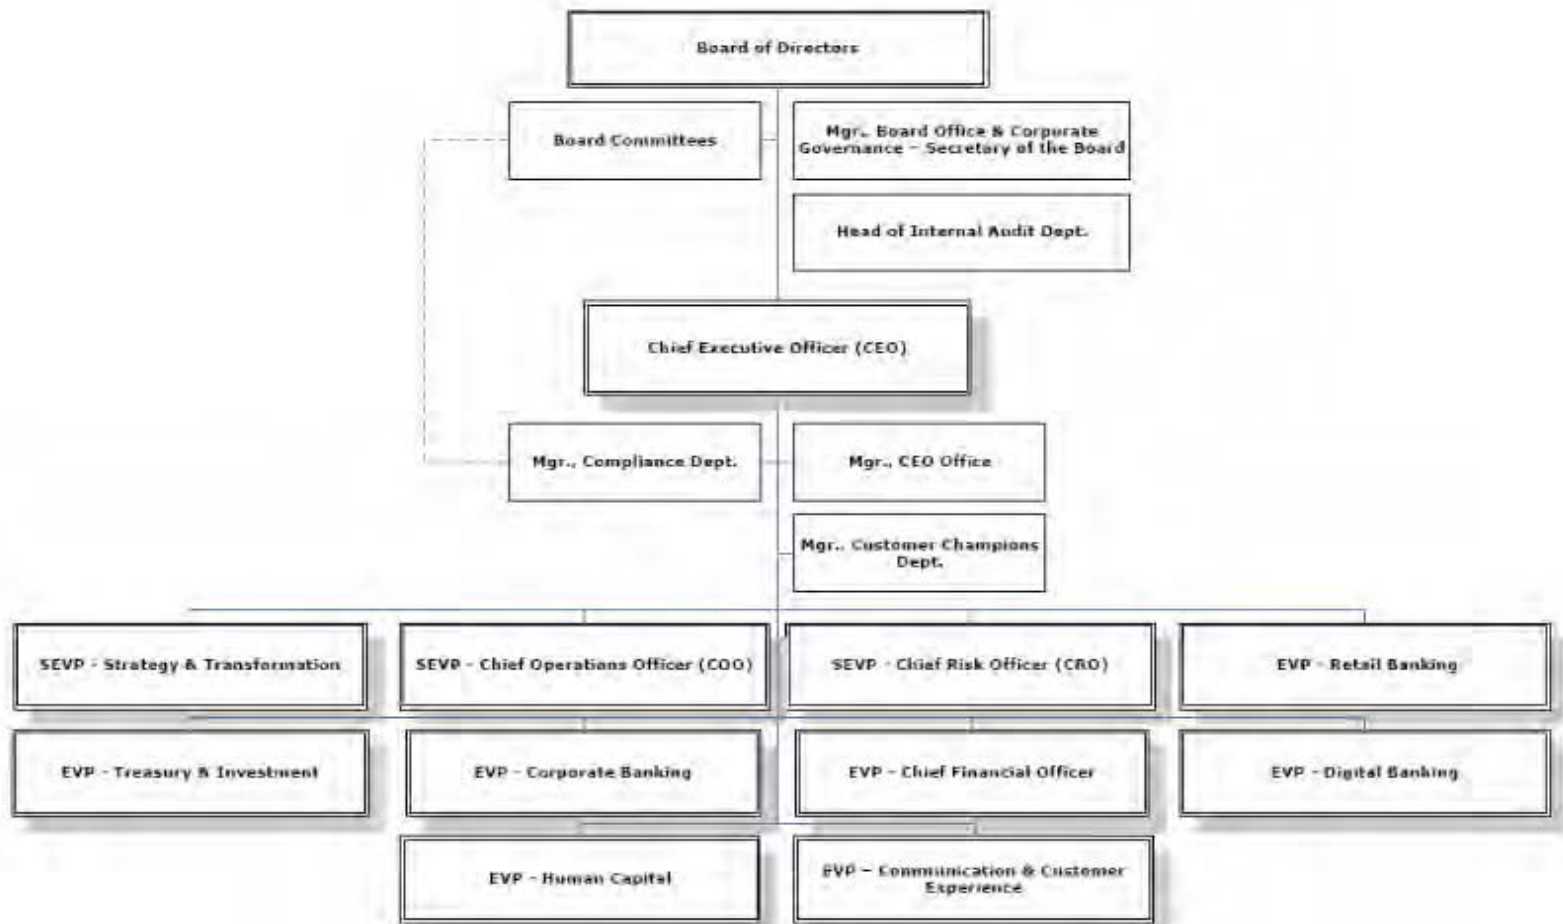 Board of Directors
Board Committees
Mgr., Board Office & Corporate
Governance – Secretary of the Board
Head of Internal Audit Dept.
Chief Executive Officer (CEO)
Mgr., Compliance Dept.
Mgr., CEO Office
Mgr., Customer Champions
Dept.
SEVP - Strategy & Transformation
SEVP - Chief Operations Officer (COO)
SEVP - Chief Risk Officer (CRO)
EVP - Retail Banking
EVP - Treasury & Investment
EVP - Corporate Banking
EVP - Chief Financial Officer
EVP - Digital Banking
EVP - Human Capital
EVP – Communication & Customer
Experience